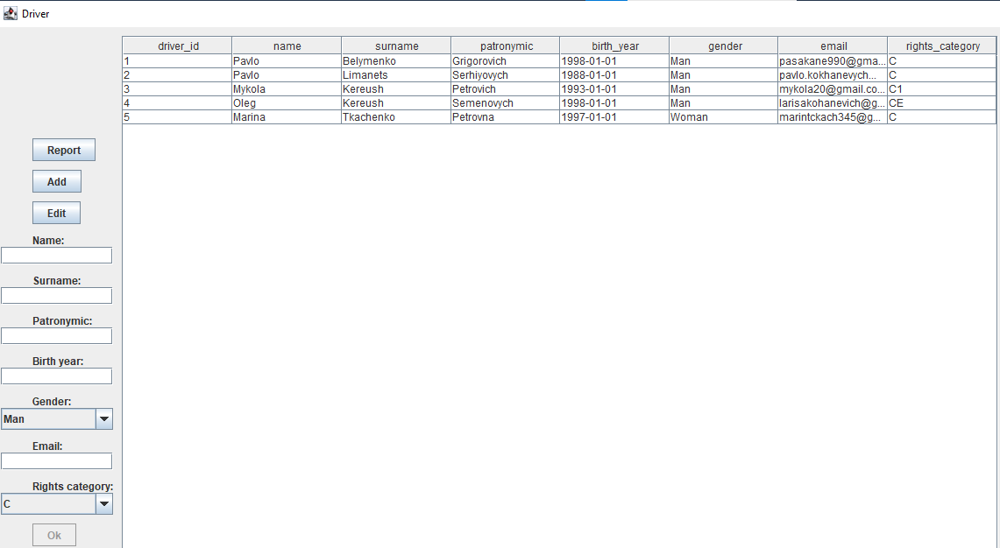 Driver
driver_id name surname patronymic birth_year gender email rights_category
1 Pavlo Belymenko Grigorovich 1998-01-01 Man pasakane990@gma... C
2 Pavlo Limanets Serhiyovych 1988-01-01 Man pavlo.kokhanevych... C
3 Mykola Kereush Petrovich 1993-01-01 Man mykola20@gmail.co... C1
4 Oleg Kereush Semenovych 1998-01-01 Man larisakohanevich@g... CE
5 Marina Tkachenko Petrovna 1997-01-01 Woman marintckach345@g... C
Report
Add
Edit
Name:
Surname:
Patronymic:
Birth year:
Gender:
Man
Email:
Rights category:
C
Ok